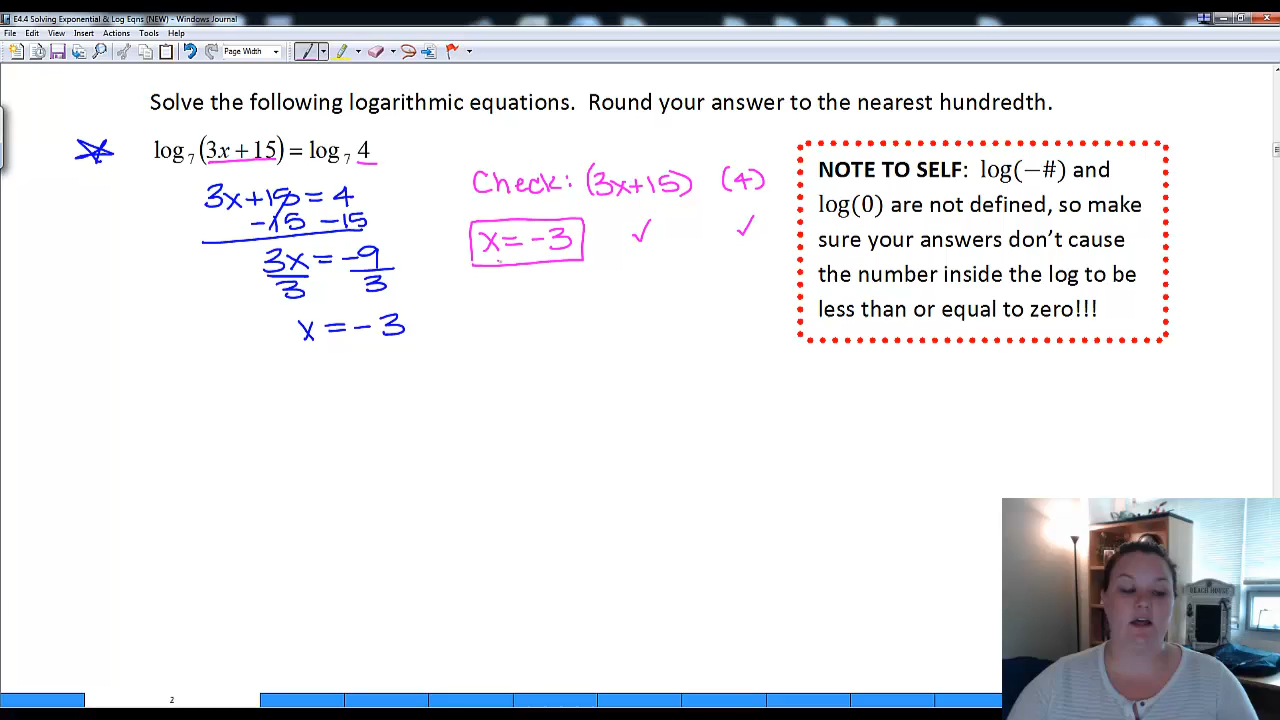 E4.4 Solving Exponential & Log Eqns (NEW) - Windows Journal
File Edit View Insert Actions Tools Help
Page Width
Solve the following logarithmic equations. Round your answer to the nearest hundredth.
log₇(3x + 15) = log₇ 4
3x+15 = 4
-15 -15
3x = -9
3 3
x = -3
Check: (3x+15) (4)
x = -3 ✓ ✓
NOTE TO SELF: log(−#) and
log(0) are not defined, so make
sure your answers don't cause
the number inside the log to be
less than or equal to zero!!!
BEACH HOUSE
2